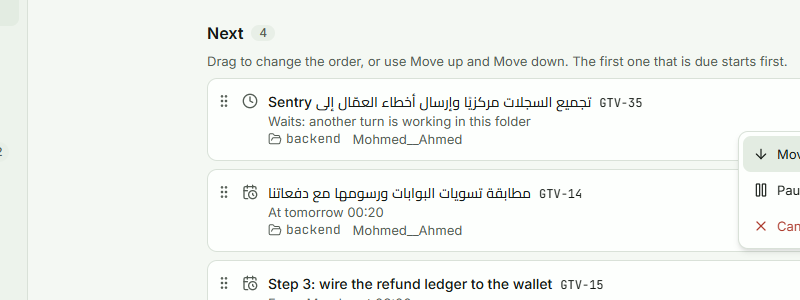 Next 4
Drag to change the order, or use Move up and Move down. The first one that is due starts first.
تجميع السجلات مركزيًا وإرسال أخطاء العمّال إلى Sentry GTV-35
Waits: another turn is working in this folder
backend Mohmed__Ahmed
مطابقة تسويات البوابات ورسومها مع دفعاتنا GTV-14
At tomorrow 00:20
backend Mohmed__Ahmed
Step 3: wire the refund ledger to the wallet GTV-15